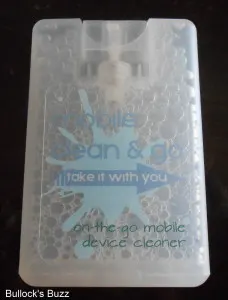 mobile
clean & go
take it with you
on-the-go mobile
device cleaner
Bullock's Buzz